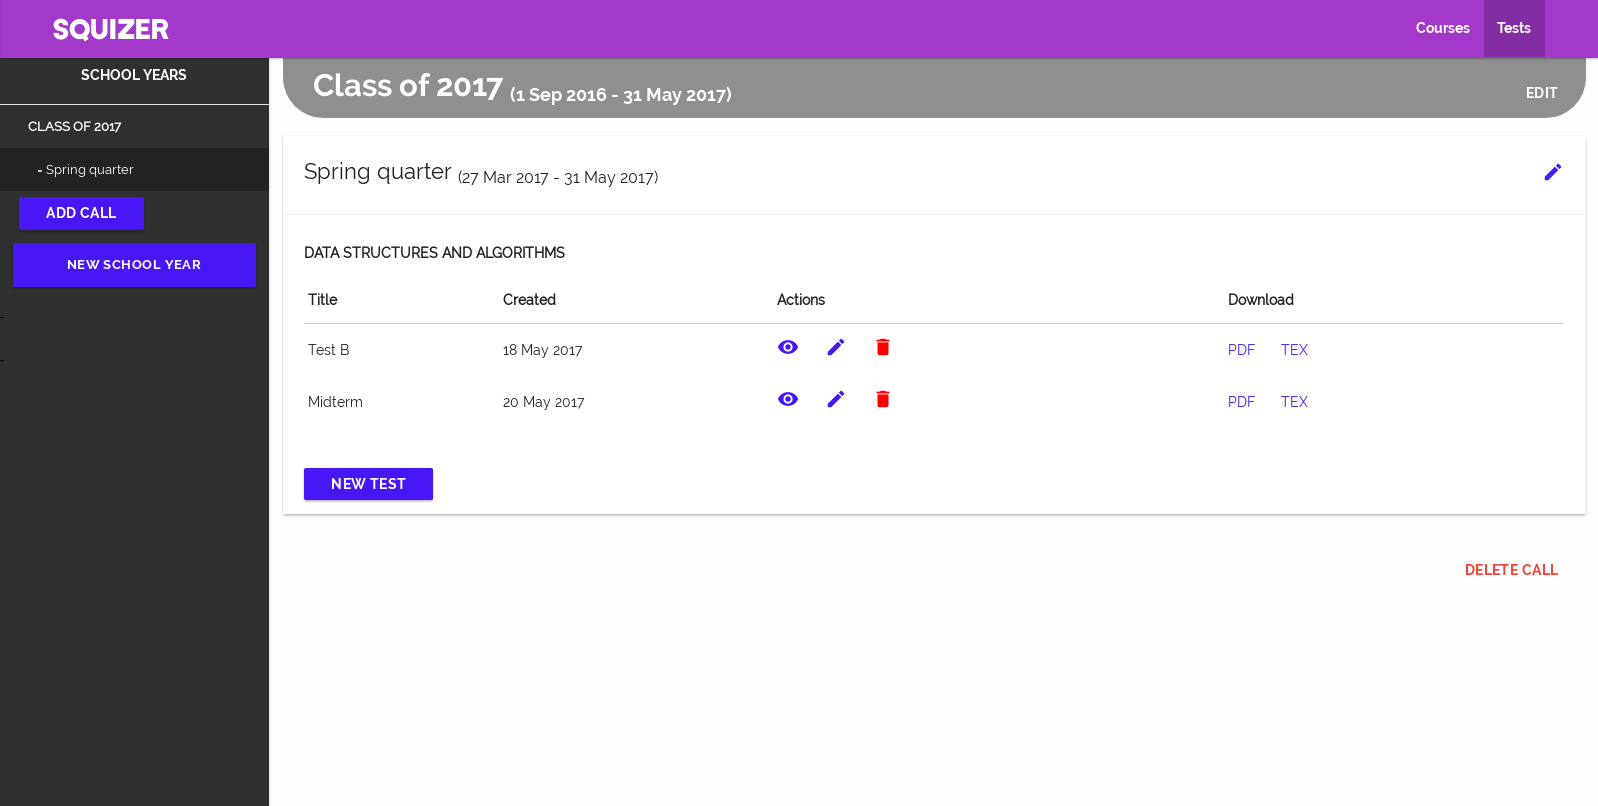 SQUIZER
Courses Tests
SCHOOL YEARS
CLASS OF 2017
- Spring quarter
ADD CALL
NEW SCHOOL YEAR
Class of 2017 (1 Sep 2016 - 31 May 2017)
EDIT
Spring quarter (27 Mar 2017 - 31 May 2017)
DATA STRUCTURES AND ALGORITHMS
Title Created Actions Download
Test B 18 May 2017 PDF TEX
Midterm 20 May 2017 PDF TEX
NEW TEST
DELETE CALL